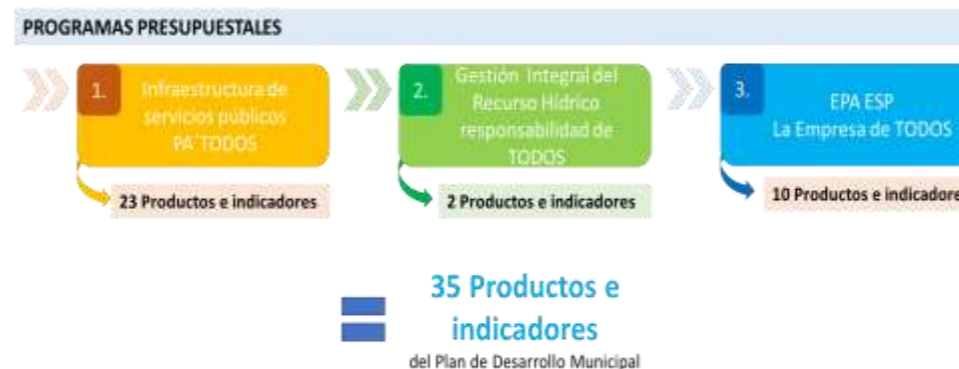 PROGRAMAS PRESUPUESTALES
1.
Infraestructura de
servicios públicos
PA´TODOS
23 Productos e indicadores
2.
Gestión Integral del
Recurso Hídrico
responsabilidad de
TODOS
2 Productos e indicadores
3.
EPA ESP
La Empresa de TODOS
10 Productos e indicadore
35 Productos e
indicadores
del Plan de Desarrollo Municipal